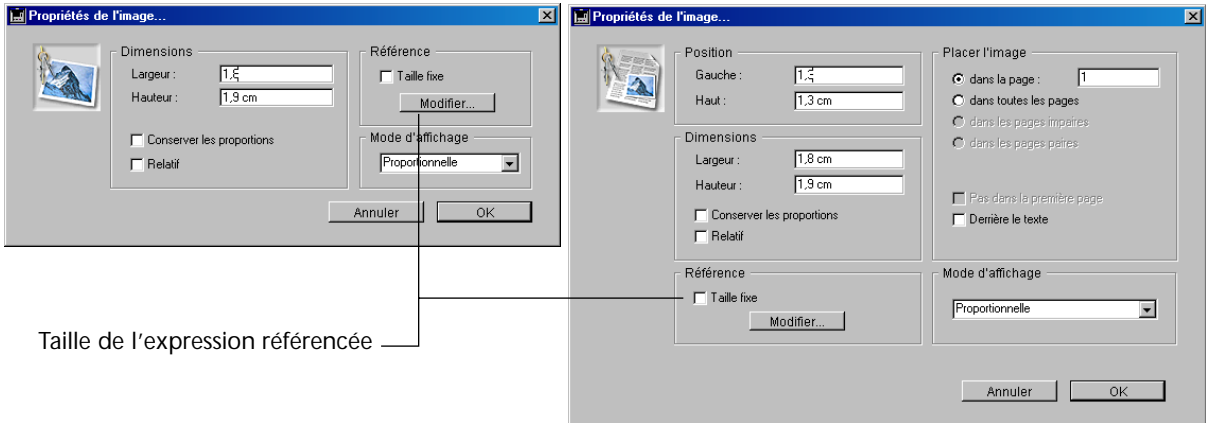 Propriétés de l'image...
Dimensions
Largeur :
Hauteur :
1,9 cm
Conserver les proportions
Relatif
Référence
Taille fixe
Modifier...
Mode d'affichage
Proportionnelle
Annuler
OK
Propriétés de l'image...
Position
Gauche :
Haut :
1,3 cm
Dimensions
Largeur :
1,8 cm
Hauteur :
1,9 cm
Conserver les proportions
Relatif
Référence
Taille fixe
Modifier...
Placer l'image
dans la page :
1
dans toutes les pages
dans les pages impaires
dans les pages paires
Pas dans la première page
Derrière le texte
Mode d'affichage
Proportionnelle
Annuler
OK
Taille de l'expression référencée